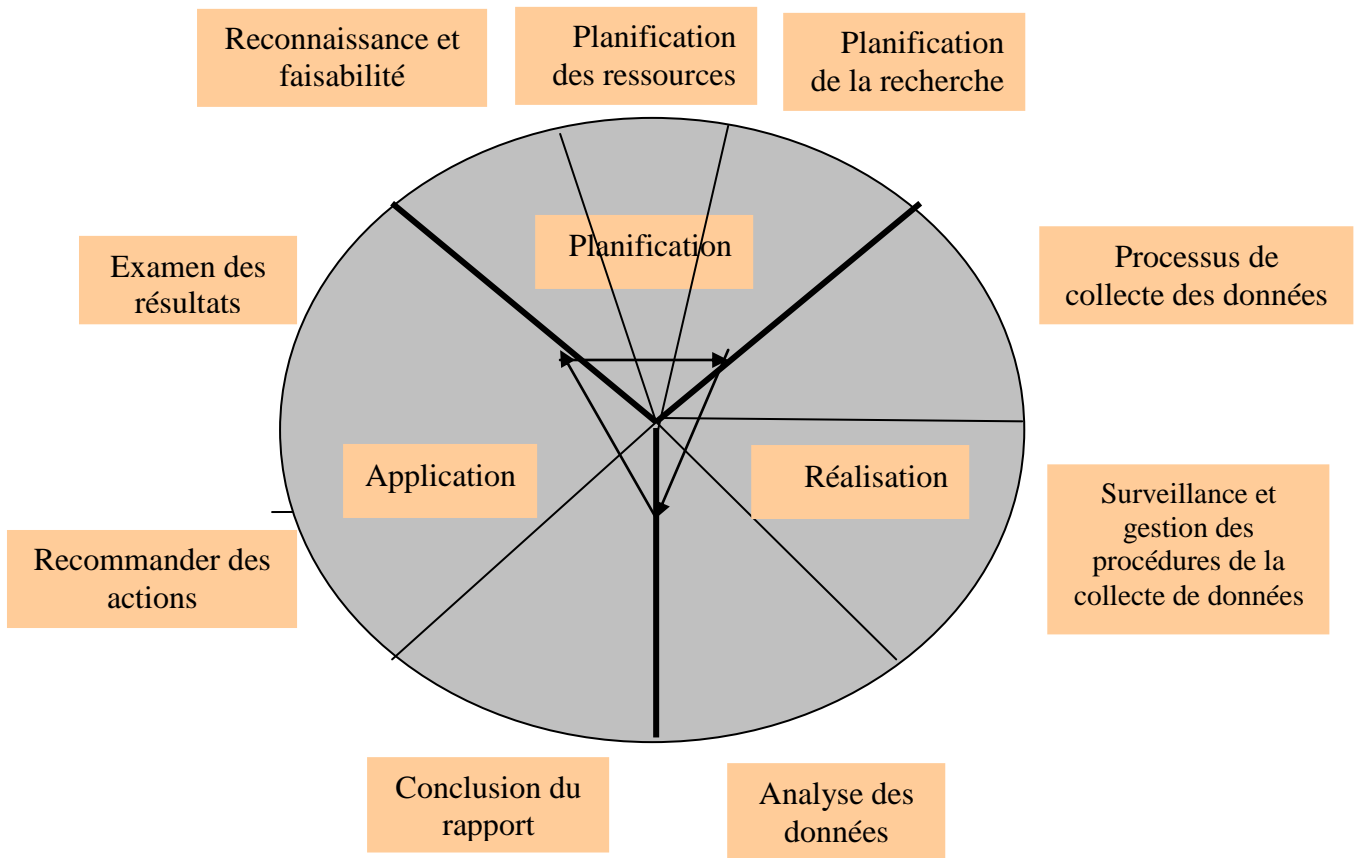 Reconnaissance et
faisabilité
Planification
des ressources
Planification
de la recherche
Planification
Examen des
résultats
Processus de
collecte des données
Application
Réalisation
Surveillance et
gestion des
procédures de la
collecte de données
Recommander des
actions
Conclusion du
rapport
Analyse des
données